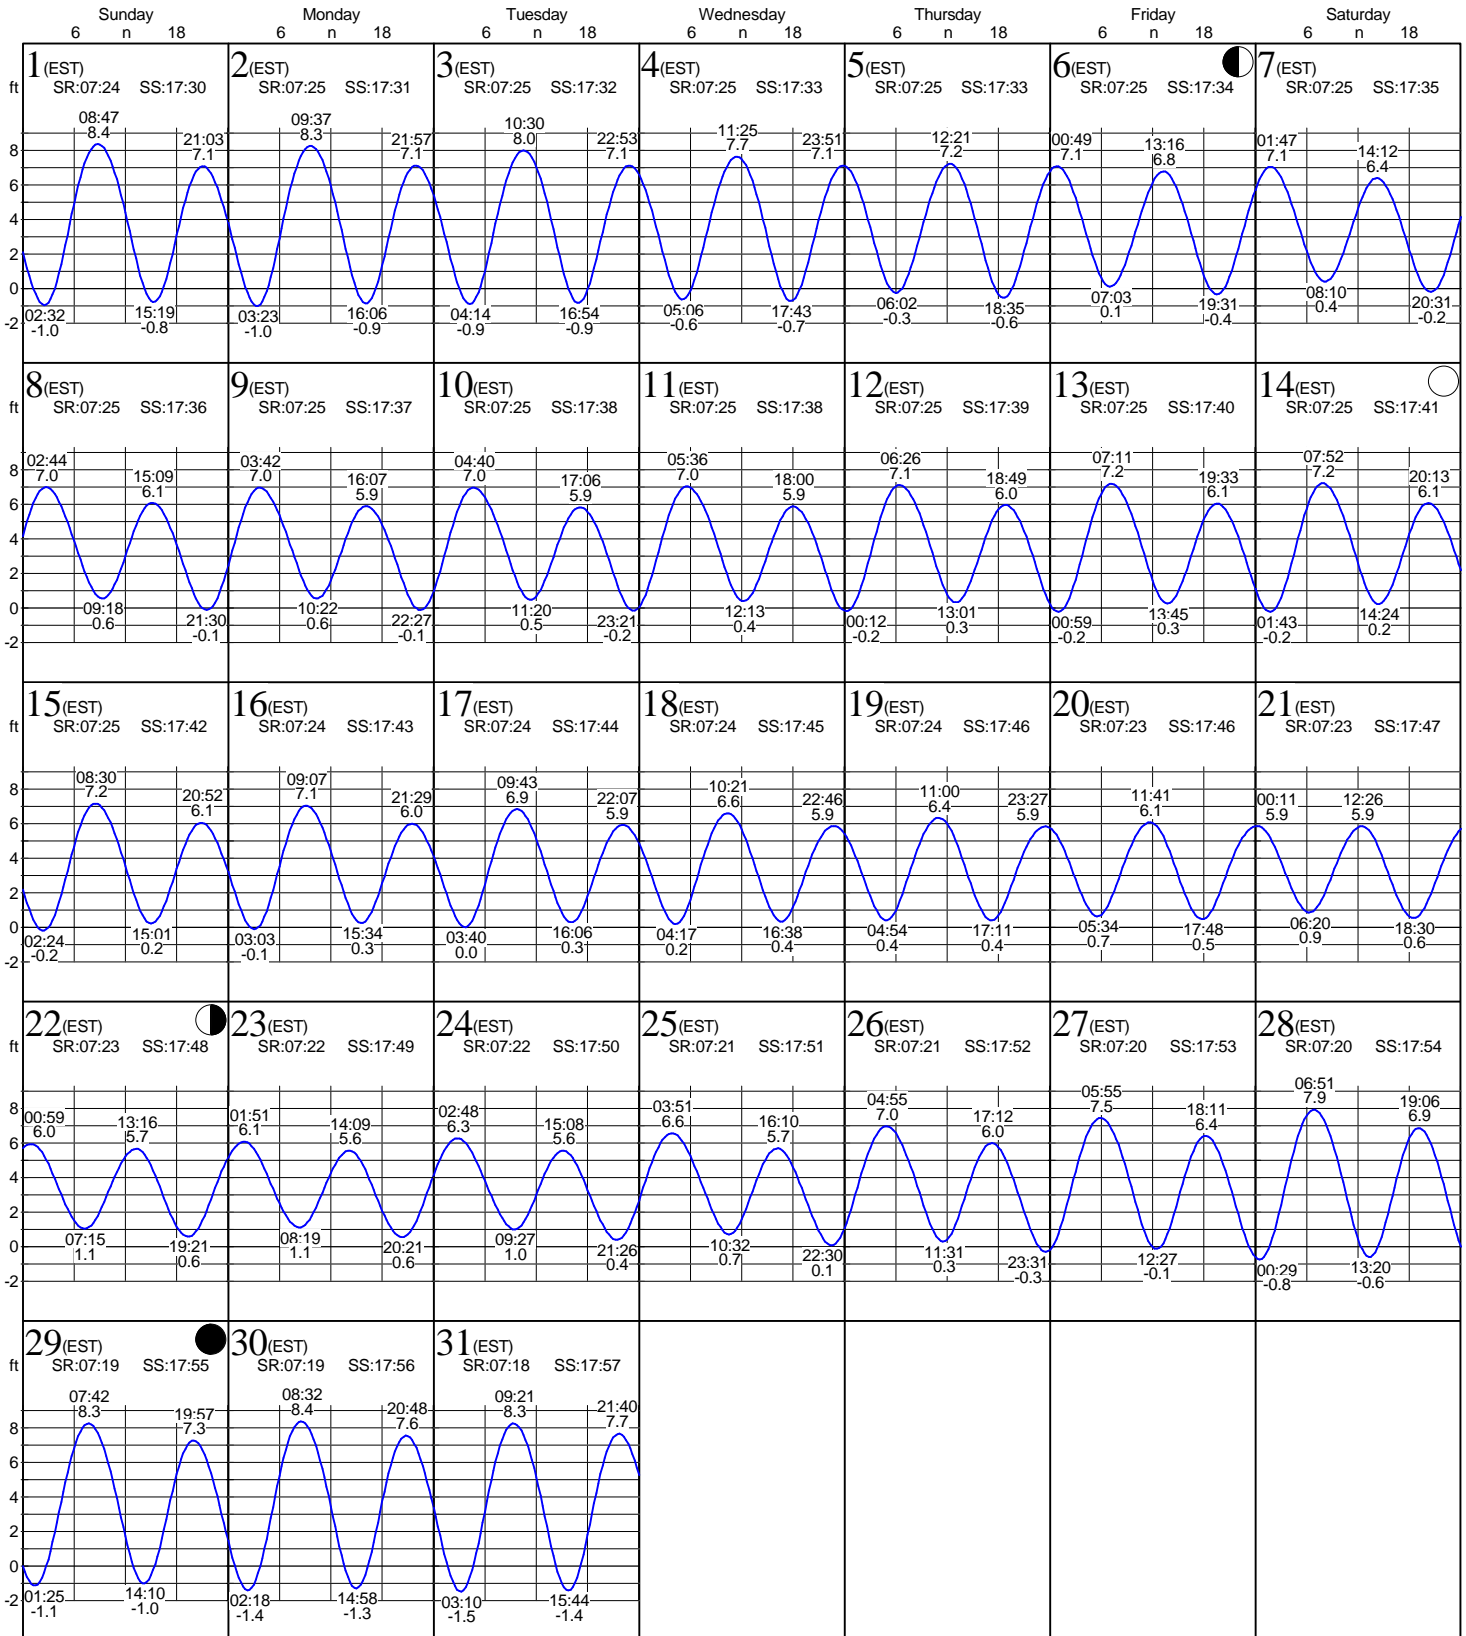 Sunday Monday Tuesday Wednesday Thursday Friday Saturday
6 n 18 6 n 18 6 n 18 6 n 18 6 n 18 6 n 18 6 n 18
1(EST) 2(EST) 3(EST) 4(EST) 5(EST) 6(EST) 7(EST)
ft SR:07:24 SS:17:30 SR:07:25 SS:17:31 SR:07:25 SS:17:32 SR:07:25 SS:17:33 SR:07:25 SS:17:33 SR:07:25 SS:17:34 SR:07:25 SS:17:35
08:47 21:03 09:37 21:57 10:30 22:53 11:25 23:51 12:21 00:49 13:16 01:47 14:12
8.4 7.1 8.3 7.1 8.0 7.1 7.7 7.1 7.2 7.1 6.8 7.1 6.4
8
6
4
2
0
-2
02:32 15:19 03:23 16:06 04:14 16:54 05:06 17:43 06:02 18:35 07:03 19:31 08:10 20:31
-1.0 -0.8 -1.0 -0.9 -0.9 -0.9 -0.6 -0.7 -0.3 -0.6 0.1 -0.4 0.4 -0.2
8(EST) 9(EST) 10(EST) 11(EST) 12(EST) 13(EST) 14(EST)
ft SR:07:25 SS:17:36 SR:07:25 SS:17:37 SR:07:25 SS:17:38 SR:07:25 SS:17:38 SR:07:25 SS:17:39 SR:07:25 SS:17:40 SR:07:25 SS:17:41
02:44 15:09 03:42 16:07 04:40 17:06 05:36 18:00 06:26 18:49 07:11 19:33 07:52 20:13
7.0 6.1 7.0 5.9 7.0 5.9 7.0 5.9 7.1 6.0 7.2 6.1 7.2 6.1
8
6
4
2
0
-2
09:18 21:30 10:22 22:27 11:20 23:21 12:13 00:12 13:01 00:59 13:45 01:43 14:24
0.6 -0.1 0.6 -0.1 0.5 -0.2 0.4 -0.2 0.3 -0.2 0.3 -0.2 0.2
15(EST) 16(EST) 17(EST) 18(EST) 19(EST) 20(EST) 21(EST)
ft SR:07:25 SS:17:42 SR:07:24 SS:17:43 SR:07:24 SS:17:44 SR:07:24 SS:17:45 SR:07:24 SS:17:46 SR:07:23 SS:17:46 SR:07:23 SS:17:47
08:30 20:52 09:07 21:29 09:43 22:07 10:21 22:46 11:00 23:27 11:41 00:11 12:26
7.2 6.1 7.1 6.0 6.9 5.9 6.6 5.9 6.4 5.9 6.1 5.9 5.9
8
6
4
2
0
-2
02:24 15:01 03:03 15:34 03:40 16:06 04:17 16:38 04:54 17:11 05:34 17:48 06:20 18:30
-0.2 0.2 -0.1 0.3 0.0 0.3 0.2 0.4 0.4 0.4 0.7 0.5 0.9 0.6
22(EST) 23(EST) 24(EST) 25(EST) 26(EST) 27(EST) 28(EST)
ft SR:07:23 SS:17:48 SR:07:22 SS:17:49 SR:07:22 SS:17:50 SR:07:21 SS:17:51 SR:07:21 SS:17:52 SR:07:20 SS:17:53 SR:07:20 SS:17:54
00:59 13:16 01:51 14:09 02:48 15:08 03:51 16:10 04:55 17:12 05:55 18:11 06:51 19:06
6.0 5.7 6.1 5.6 6.3 5.6 6.6 5.7 7.0 6.0 7.5 6.4 7.9 6.9
8
6
4
2
0
-2
07:15 19:21 08:19 20:21 09:27 21:26 10:32 22:30 11:31 23:31 12:27 00:29 13:20
1.1 0.6 1.1 0.6 1.0 0.4 0.7 0.1 0.3 -0.3 -0.1 -0.8 -0.6
29(EST) 30(EST) 31(EST)
ft SR:07:19 SS:17:55 SR:07:19 SS:17:56 SR:07:18 SS:17:57
07:42 19:57 08:32 20:48 09:21 21:40
8.3 7.3 8.4 7.6 8.3 7.7
8
6
4
2
0
-2
01:25 14:10 02:18 14:58 03:10 15:44
-1.1 -1.0 -1.4 -1.3 -1.5 -1.4